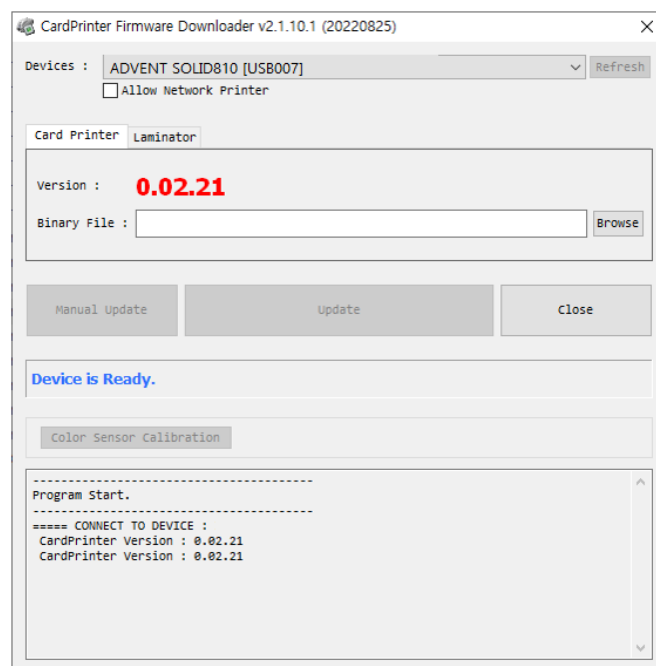 CardPrinter Firmware Downloader v2.1.10.1 (20220825)
Devices : ADVENT SOLID810 [USB007] Refresh
Allow Network Printer
Card Printer Laminator
Version : 0.02.21
Binary File : Browse
Manual Update Update Close
Device is Ready.
Color Sensor Calibration
---------------------------------------
Program Start.
---------------------------------------
===== CONNECT TO DEVICE :
CardPrinter Version : 0.02.21
CardPrinter Version : 0.02.21